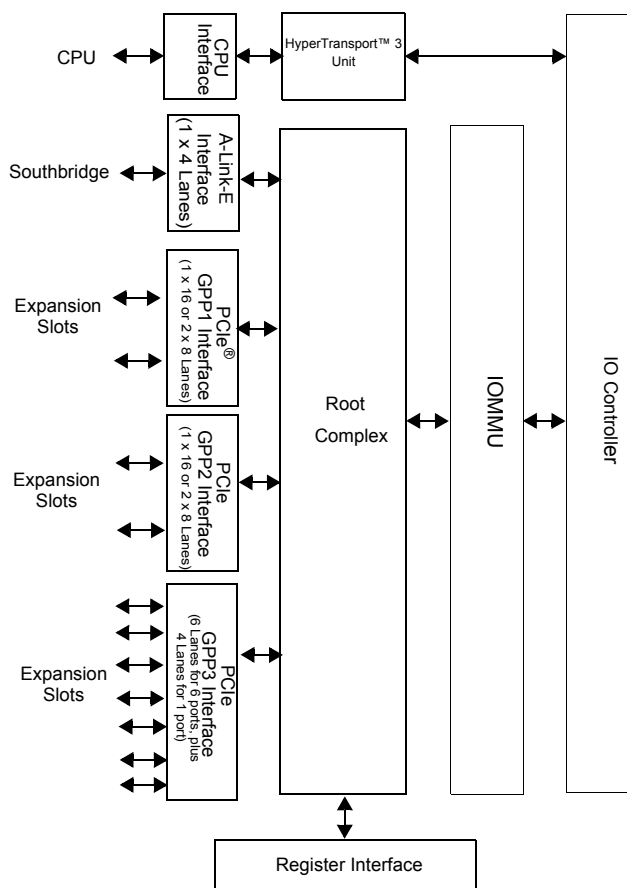 CPU
CPU
Interface
HyperTransport™ 3
Unit
Southbridge
A-Link-E
Interface
(1 x 4 Lanes)
Expansion
Slots
PCIe®
GPP1 Interface
(1 x 16 or 2 x 8 Lanes)
Expansion
Slots
PCIe
GPP2 Interface
(1 x 16 or 2 x 8 Lanes)
Expansion
Slots
PCIe
GPP3 Interface
(6 Lanes for 6 ports, plus
4 Lanes for 1 port)
Root
Complex
IOMMU
IO Controller
Register Interface